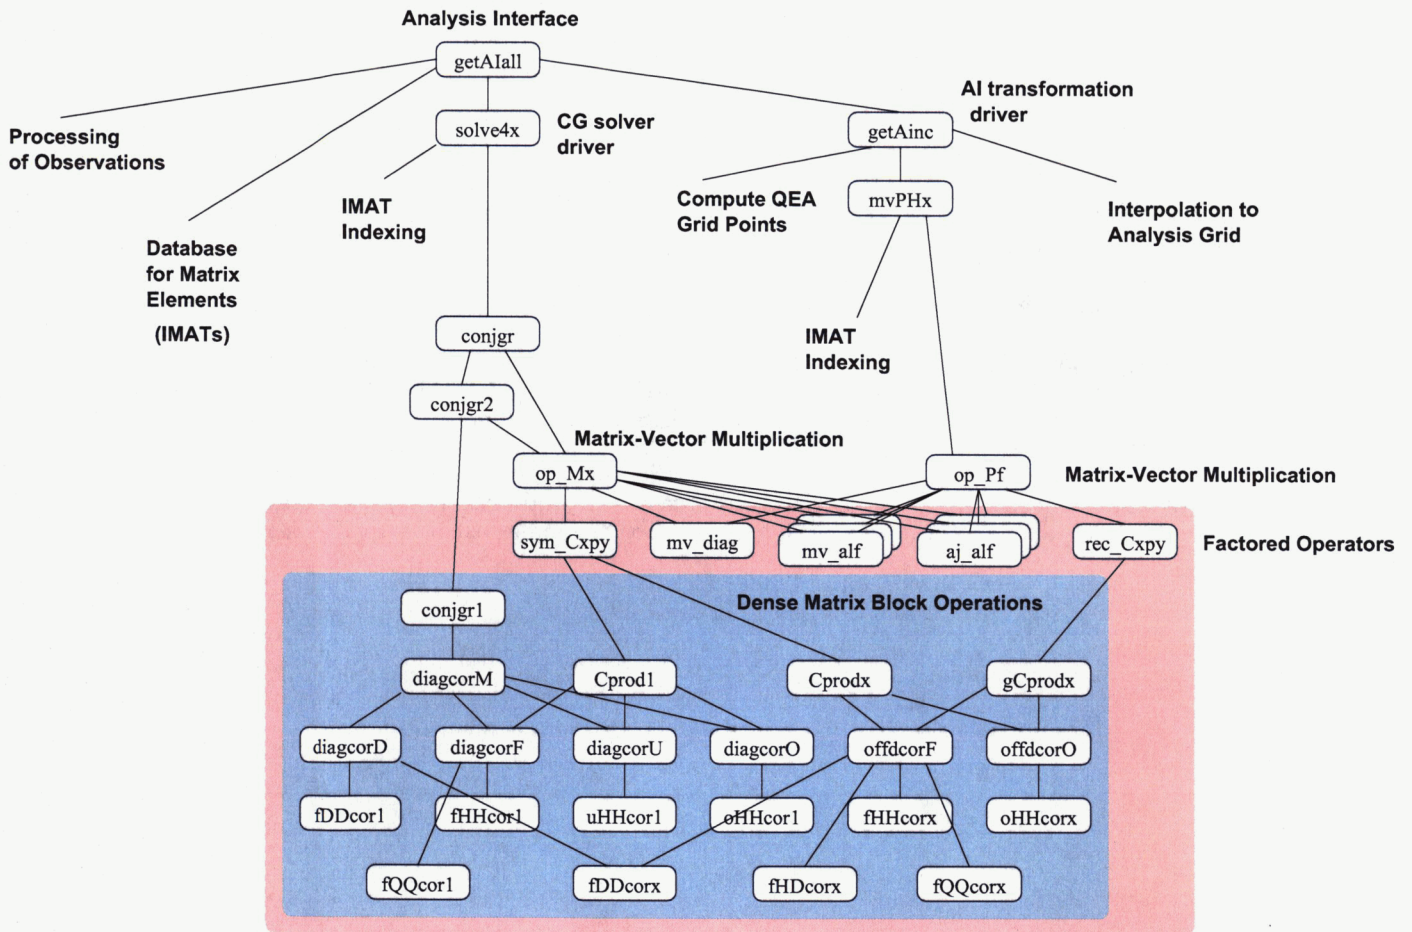 Analysis Interface
getAIall
Processing
of Observations
Database
for Matrix
Elements
(IMATs)
solve4x
CG solver
driver
IMAT
Indexing
AI transformation
driver
getAinc
Compute QEA
Grid Points
mvPHx
Interpolation to
Analysis Grid
IMAT
Indexing
conjgr
conjgr2
Matrix-Vector Multiplication
op_Mx
op_Pf
Matrix-Vector Multiplication
sym_Cxpy
mv_diag
mv_alf
aj_alf
rec_Cxpy
Factored Operators
Dense Matrix Block Operations
conjgr1
diagcorM
Cprod1
Cprodx
gCprodx
diagcorD
diagcorF
diagcorU
diagcorO
offdcorF
offdcorO
fDDcor1
fHHcor1
uHHcor1
oHHcor1
fHHcorx
oHHcorx
fQQcor1
fDDcorx
fHDcorx
fQQcorx